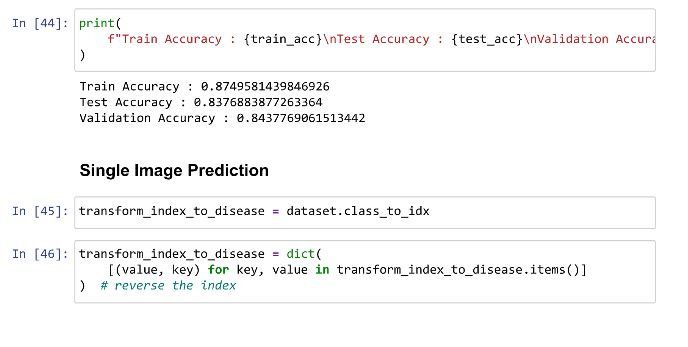 In [44]: print(
f"Train Accuracy : {train_acc}\nTest Accuracy : {test_acc}\nValidation Accura
)
Train Accuracy : 0.8749581439846926
Test Accuracy : 0.8376883877263364
Validation Accuracy : 0.8437769061513442
Single Image Prediction
In [45]: transform_index_to_disease = dataset.class_to_idx
In [46]: transform_index_to_disease = dict(
[(value, key) for key, value in transform_index_to_disease.items()]
)  # reverse the index